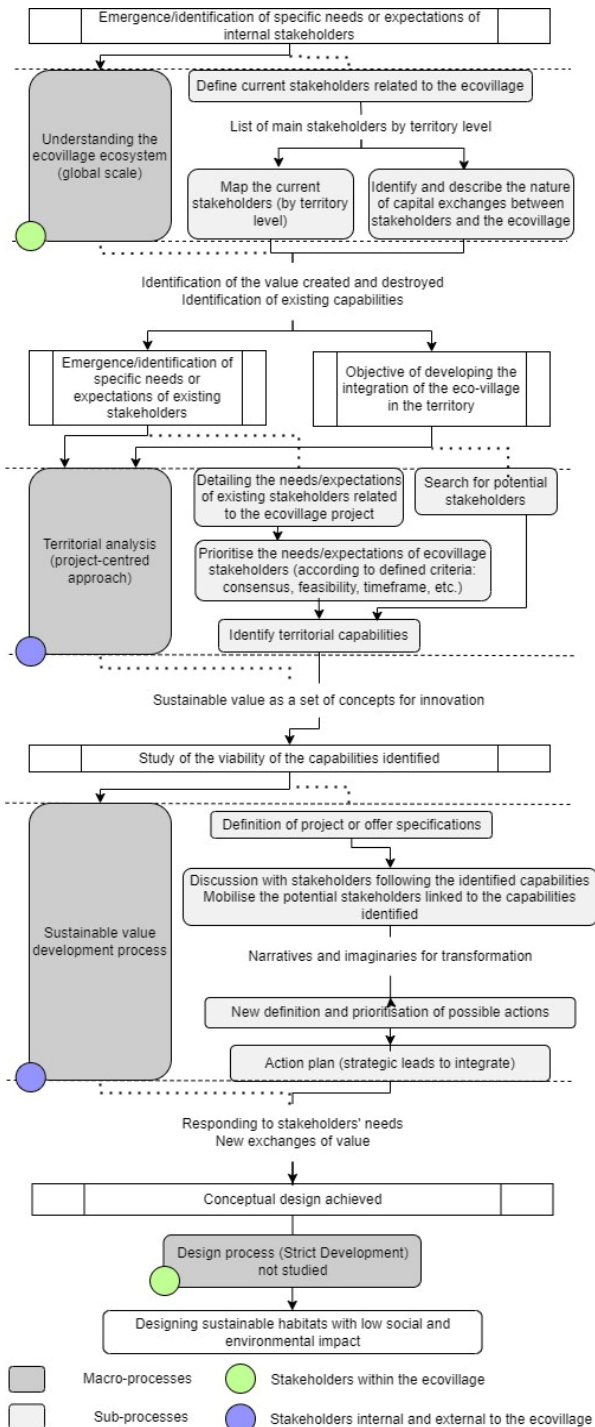 Emergence/identification of specific needs or expectations of
internal stakeholders
Define current stakeholders related to the ecovillage
Understanding the
ecovillage ecosystem
(global scale)
List of main stakeholders by territory level
Map the current
stakeholders (by territory
level)
Identify and describe the nature
of capital exchanges between
stakeholders and the ecovillage
Identification of the value created and destroyed
Identification of existing capabilities
Emergence/identification of
specific needs or
expectations of existing
stakeholders
Objective of developing the
integration of the eco-village
in the territory
Territorial analysis
(project-centred
approach)
Detailing the needs/expectations
of existing stakeholders related
to the ecovillage project
Search for potential
stakeholders
Prioritise the needs/expectations of ecovillage
stakeholders (according to defined criteria:
consensus, feasibility, timeframe, etc.)
Identify territorial capabilities
Sustainable value as a set of concepts for innovation
Study of the viability of the capabilities identified
Sustainable value
development process
Definition of project or offer specifications
Discussion with stakeholders following the identified capabilities
Mobilise the potential stakeholders linked to the capabilities
identified
Narratives and imaginaries for transformation
New definition and prioritisation of possible actions
Action plan (strategic leads to integrate)
Responding to stakeholders' needs
New exchanges of value
Conceptual design achieved
Design process (Strict Development)
not studied
Designing sustainable habitats with low social and
environmental impact
Macro-processes
Stakeholders within the ecovillage
Sub-processes
Stakeholders internal and external to the ecovillage